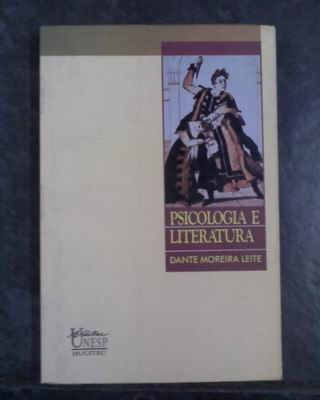 PSICOLOGIA E
LITERATURA
DANTE MOREIRA LEITE
Editora
UNESP
HUCITEC